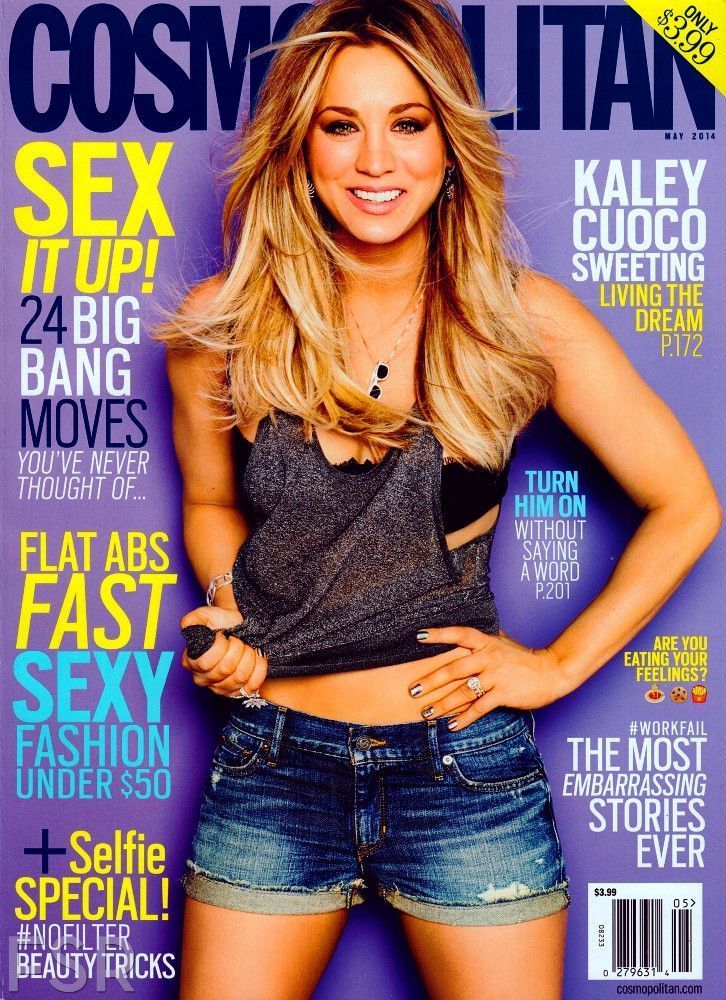 COSMOPOLITAN
ONLY
$3.99
MAY 2014
SEX
IT UP!
24 BIG
BANG
MOVES
YOU'VE NEVER
THOUGHT OF...
FLAT ABS
FAST
SEXY
FASHION
UNDER $50
+ Selfie
SPECIAL!
#NOFILTER
BEAUTY TRICKS
KALEY
CUOCO
SWEETING
LIVING THE
DREAM
P.172
TURN
HIM ON
WITHOUT
SAYING
A WORD
P.201
ARE YOU
EATING YOUR
FEELINGS?
#WORKFAIL
THE MOST
EMBARRASSING
STORIES
EVER
$3.99
05>
08233
0 279631 4
cosmopolitan.com
FSR